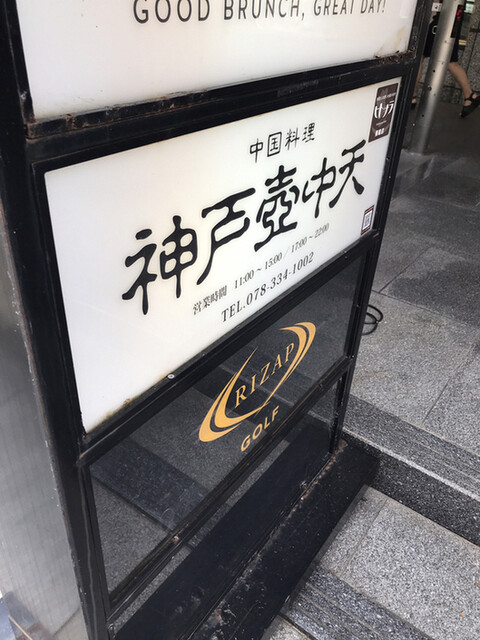 GOOD BRUNCH, GREAT DAY!
中国料理
神戸壺中天
営業時間 11:00～15:00／17:00～22:00
TEL.078-334-1002
RIZAP
GOLF